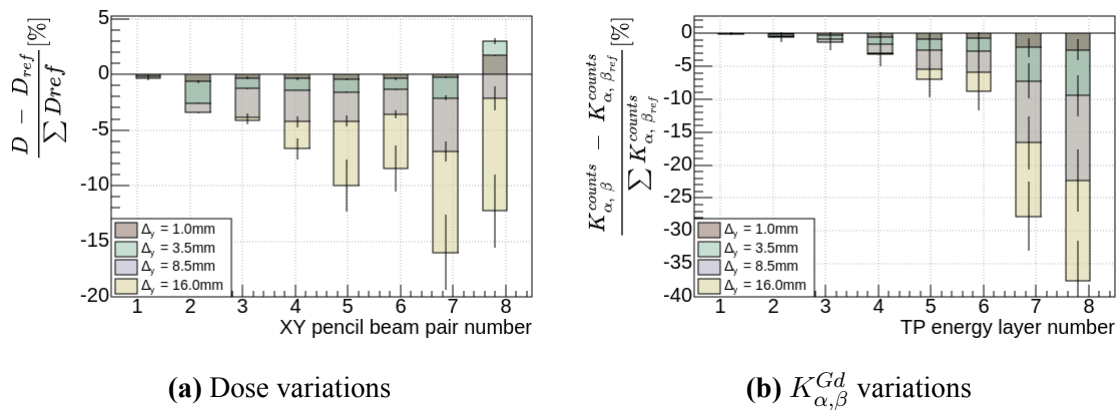 D − D_ref / ∑ Dref [%]
5
0
-5
-10
-15
-20
Δy = 1.0mm
Δy = 3.5mm
Δy = 8.5mm
Δy = 16.0mm
1 2 3 4 5 6 7 8
XY pencil beam pair number
(a) Dose variations
K^counts_α, β − K^counts_α, β_ref / ∑ K^counts_α, β_ref [%]
0
-5
-10
-15
-20
-25
-30
-35
-40
Δy = 1.0mm
Δy = 3.5mm
Δy = 8.5mm
Δy = 16.0mm
1 2 3 4 5 6 7 8
TP energy layer number
(b) K^Gd_α,β variations